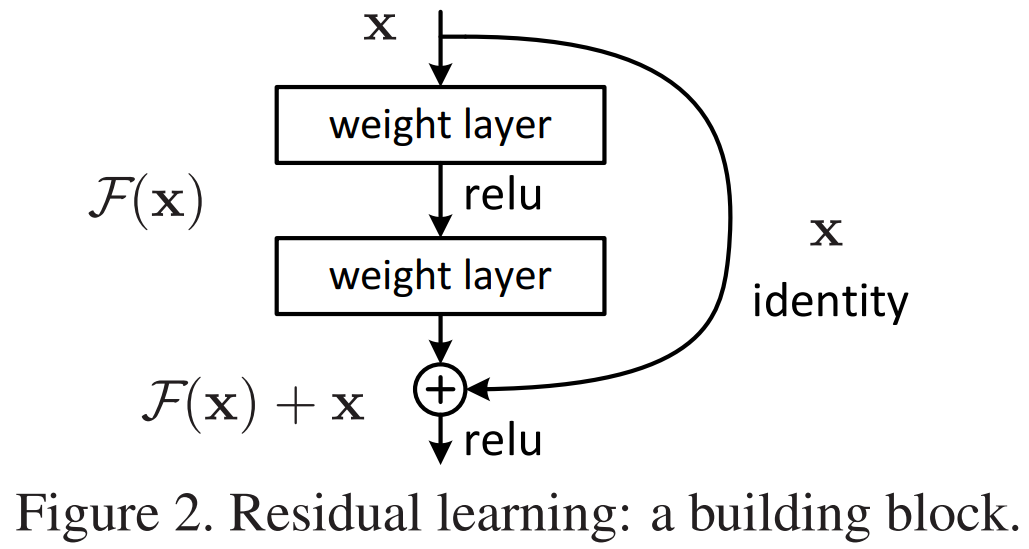 x
weight layer
relu
F(x)
weight layer
x
identity
F(x) + x
+
relu
Figure 2. Residual learning: a building block.